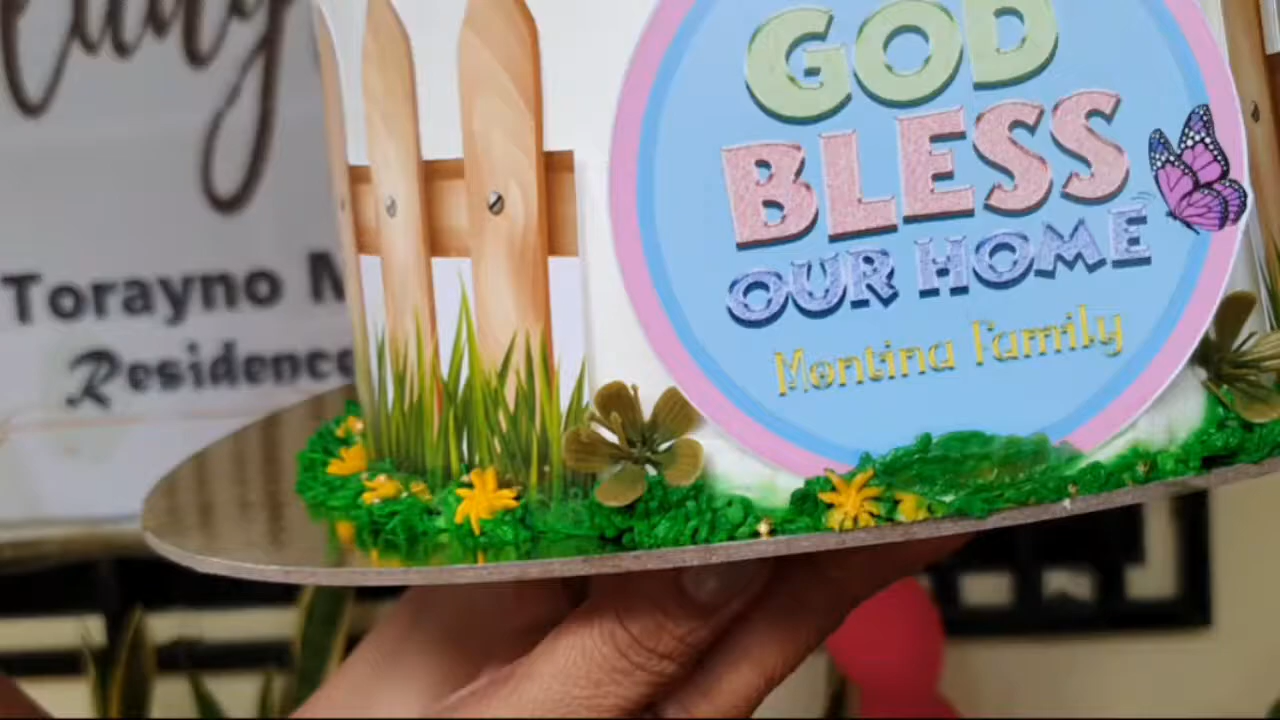 Torayno
Residence
GOD
BLESS
OUR HOME
Montina Family